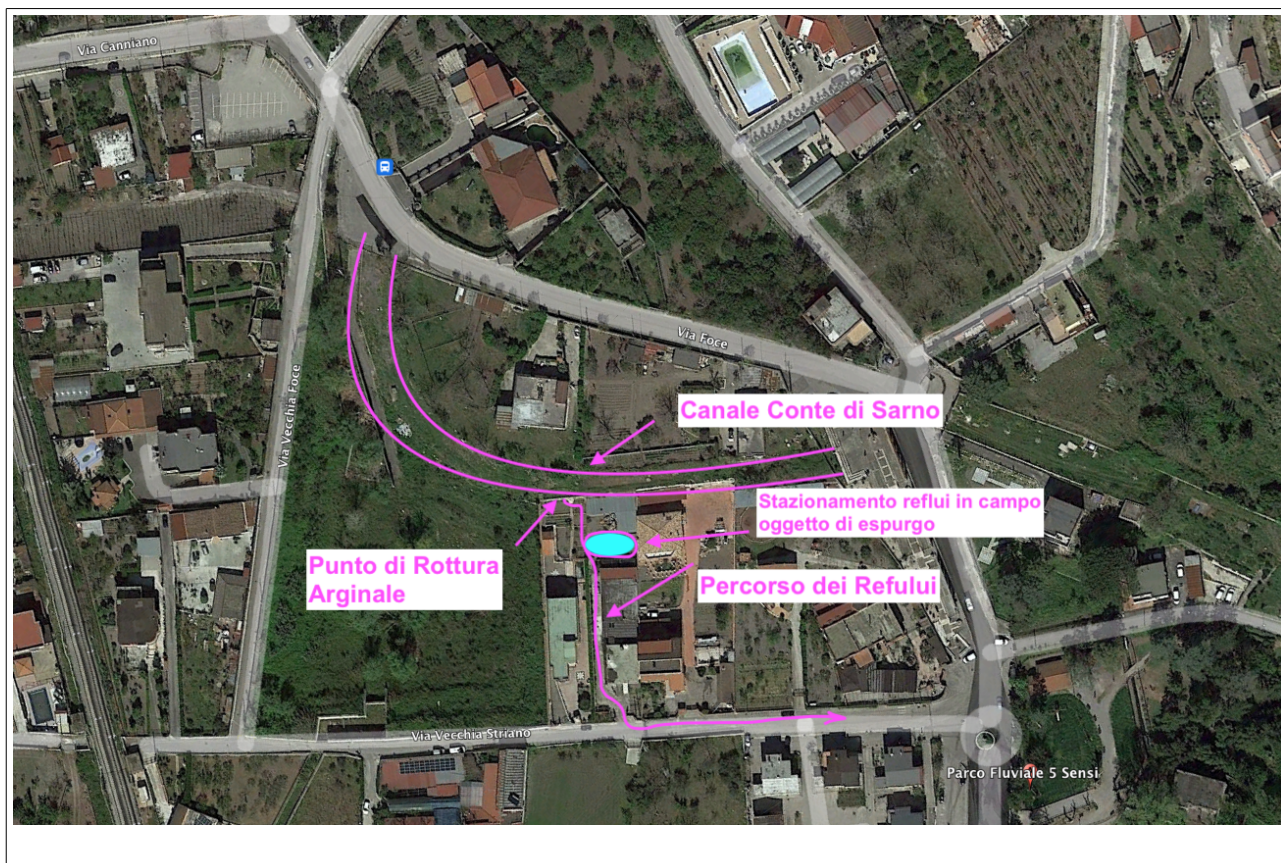 Via Canniano
Via Vecchia Foce
Via Foce
Canale Conte di Sarno
Stazionamento reflui in campo
oggetto di espurgo
Punto di Rottura
Arginale
Percorso dei Refului
Via Vecchia Striano
Parco Fluviale 5 Sensi